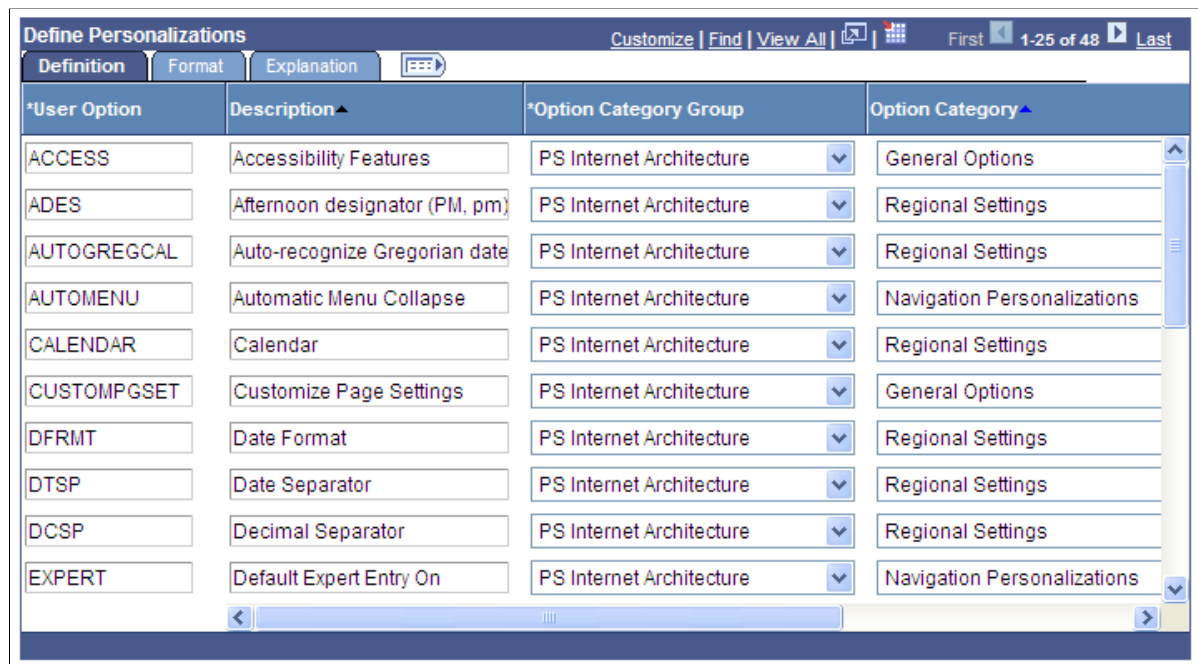 Define Personalizations Customize | Find | View All | | First 1-25 of 48 Last
Definition Format Explanation
*User Option Description *Option Category Group Option Category
ACCESS Accessibility Features PS Internet Architecture General Options
ADES Afternoon designator (PM, pm) PS Internet Architecture Regional Settings
AUTOGREGCAL Auto-recognize Gregorian date PS Internet Architecture Regional Settings
AUTOMENU Automatic Menu Collapse PS Internet Architecture Navigation Personalizations
CALENDAR Calendar PS Internet Architecture Regional Settings
CUSTOMPGSET Customize Page Settings PS Internet Architecture General Options
DFRMT Date Format PS Internet Architecture Regional Settings
DTSP Date Separator PS Internet Architecture Regional Settings
DCSP Decimal Separator PS Internet Architecture Regional Settings
EXPERT Default Expert Entry On PS Internet Architecture Navigation Personalizations